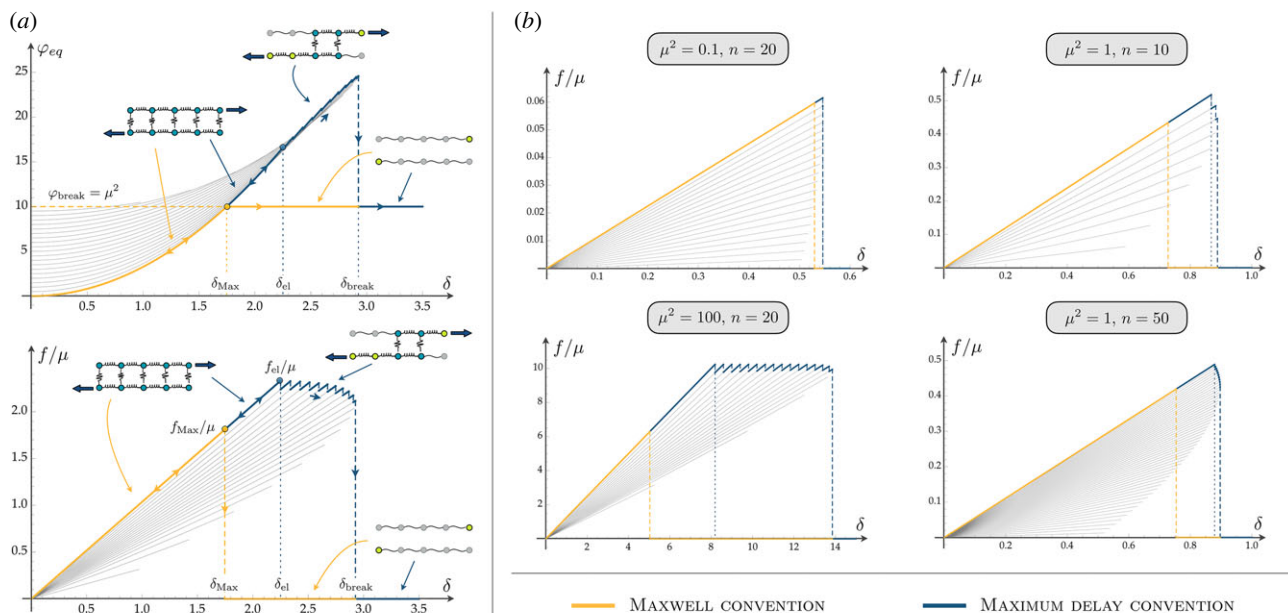 (a)
φeq
25
20
15
φbreak = μ²
10
5
0
0.5 1.0 1.5 2.0 2.5 3.0 3.5
δMax δel δbreak δ
f/μ
fel/μ
fMax/μ
2.0
1.5
1.0
0.5
0
δMax δel δbreak
0.5 1.0 1.5 2.0 2.5 3.0 3.5 δ
(b)
μ² = 0.1, n = 20
f/μ
0.06
0.05
0.04
0.03
0.02
0.01
0.1 0.2 0.3 0.4 0.5 0.6 δ
μ² = 1, n = 10
f/μ
0.5
0.4
0.3
0.2
0.1
0.2 0.4 0.6 0.8 1.0 δ
μ² = 100, n = 20
f/μ
10
8
6
4
2
2 4 6 8 10 12 14 δ
μ² = 1, n = 50
f/μ
0.5
0.4
0.3
0.2
0.1
0.2 0.4 0.6 0.8 1.0 δ
MAXWELL CONVENTION
MAXIMUM DELAY CONVENTION